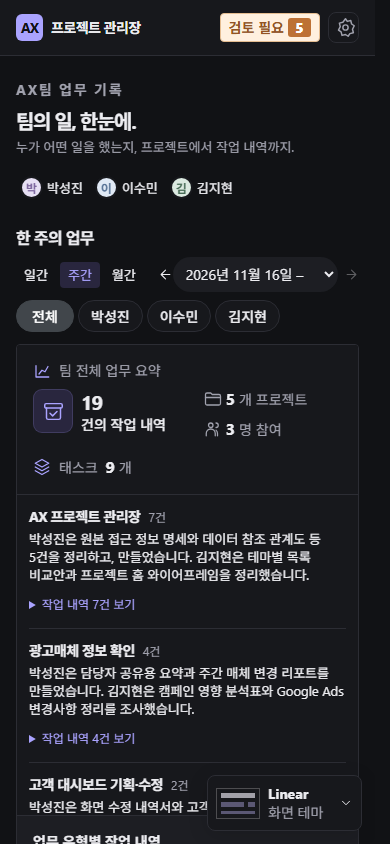 AX 프로젝트 관리장
검토 필요 5
AX팀 업무 기록
팀의 일, 한눈에.
누가 어떤 일을 했는지, 프로젝트에서 작업 내역까지.
박 박성진 이 이수민 김 김지현
한 주의 업무
일간 주간 월간
← 2026년 11월 16일 – →
전체 박성진 이수민 김지현
팀 전체 업무 요약
19
건의 작업 내역
5 개 프로젝트
3 명 참여
태스크 9 개
AX 프로젝트 관리장 7건
박성진은 원본 접근 정보 명세와 데이터 참조 관계도 등
5건을 정리하고, 만들었습니다. 김지현은 테마별 목록
비교안과 프로젝트 홈 와이어프레임을 정리했습니다.
▶ 작업 내역 7건 보기
광고매체 정보 확인 4건
박성진은 담당자 공유용 요약과 주간 매체 변경 리포트를
만들었습니다. 김지현은 캠페인 영향 분석표와 Google Ads
변경사항 정리를 조사했습니다.
▶ 작업 내역 4건 보기
고객 대시보드 기획·수정 2건
박성진은 화면 수정 내역서와 고객
Linear
화면 테마
업무 유형별 작업 내역